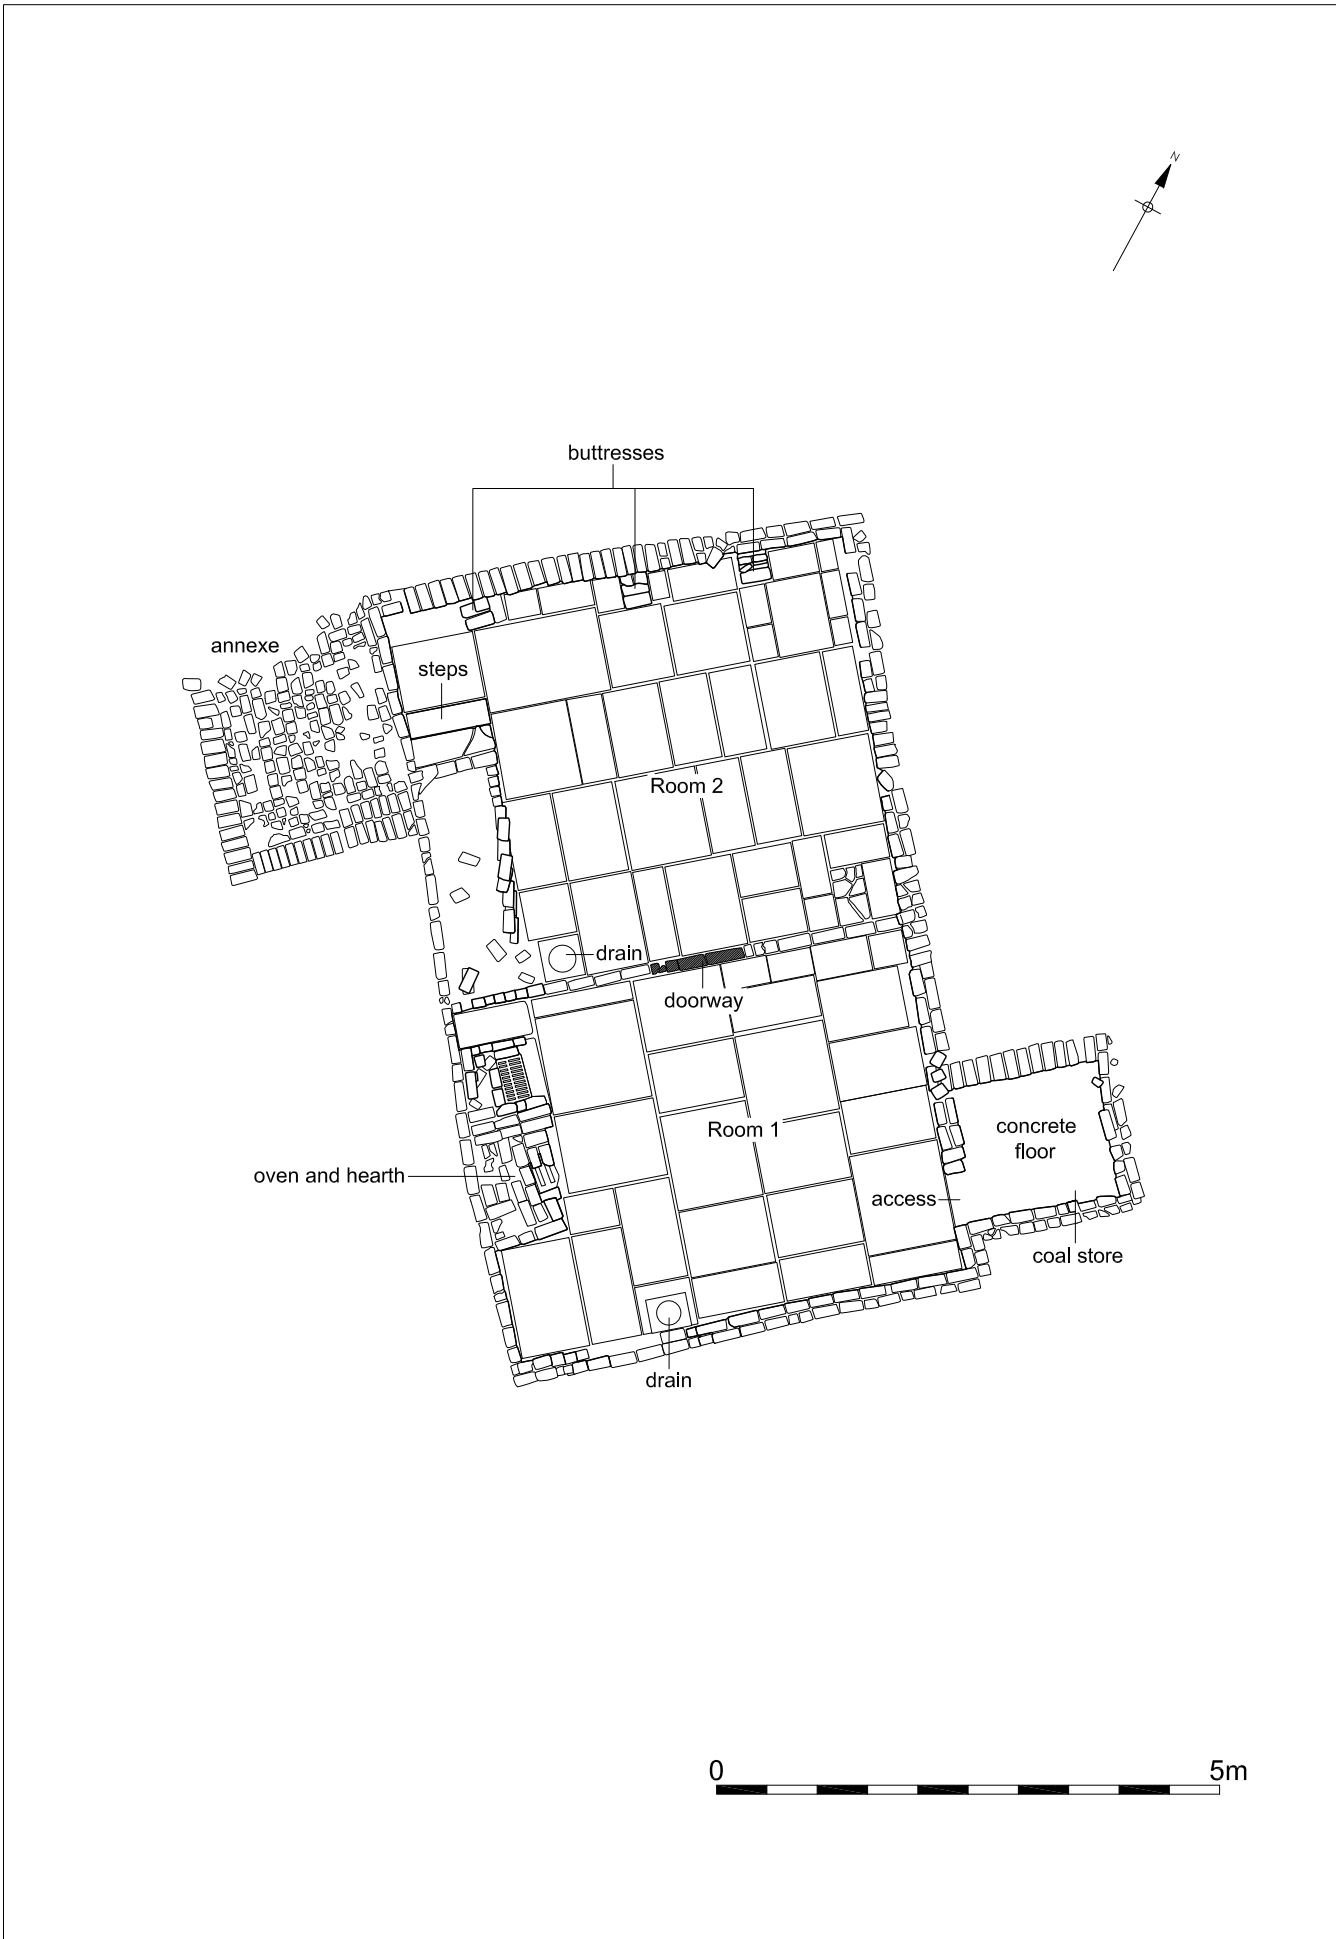 N
buttresses
annexe
steps
Room 2
drain
doorway
Room 1
concrete
floor
oven and hearth
access
coal store
drain
0 5m